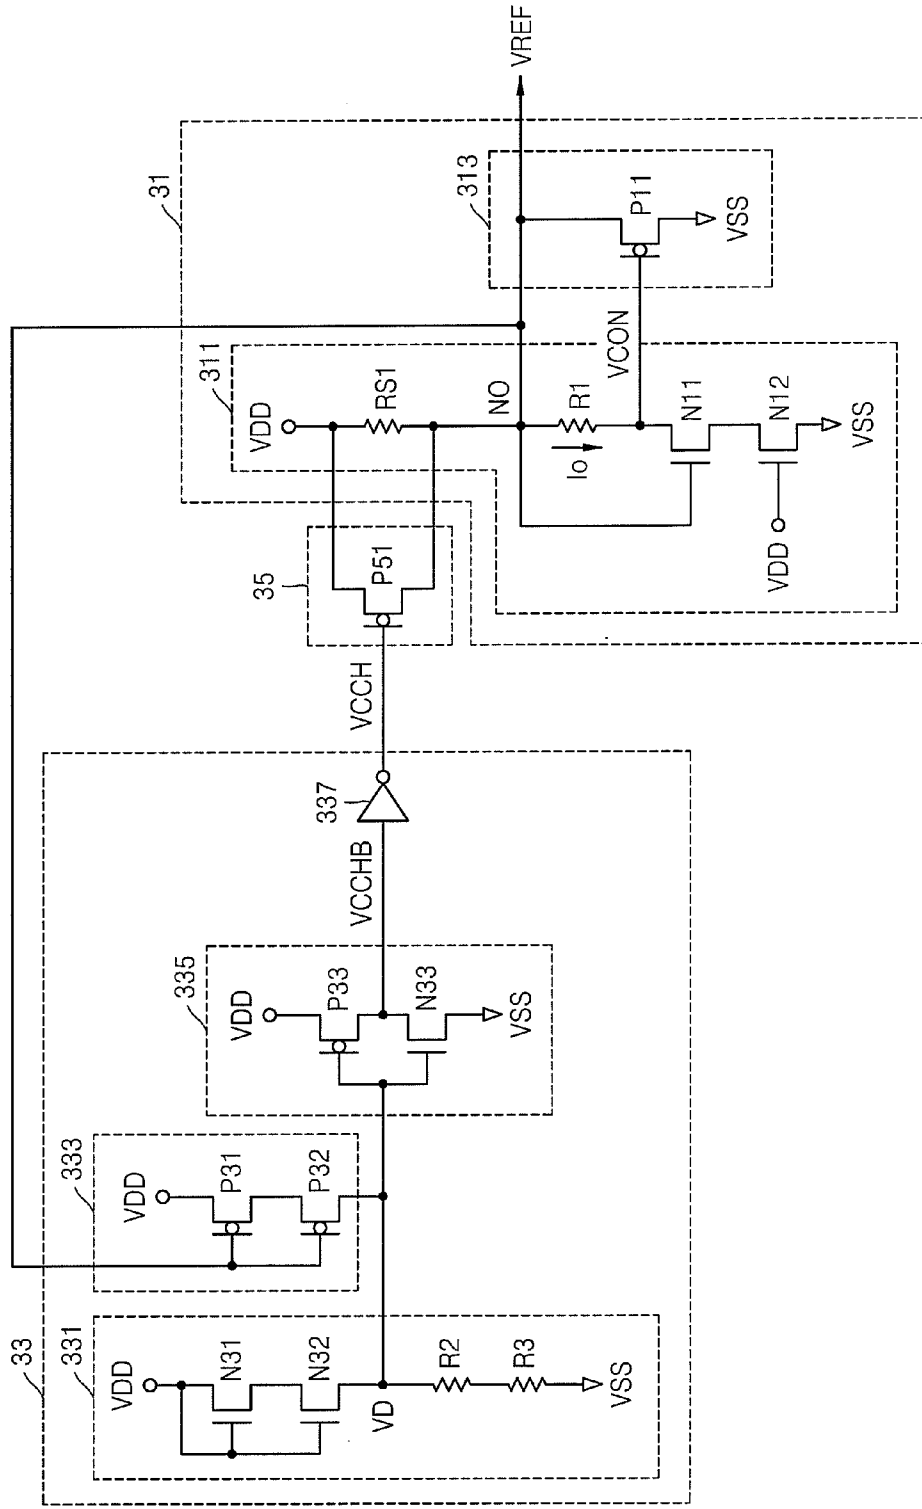 33
331
VDD
N31
N32
VD
R2
R3
VSS
333
VDD
P31
P32
335
VDD
P33
N33
VSS
VCCHB
337
VCCH
35
P51
31
311
VDD
RS1
NO
R1
Io
VCON
N11
N12
VDD
VSS
313
P11
VSS
VREF